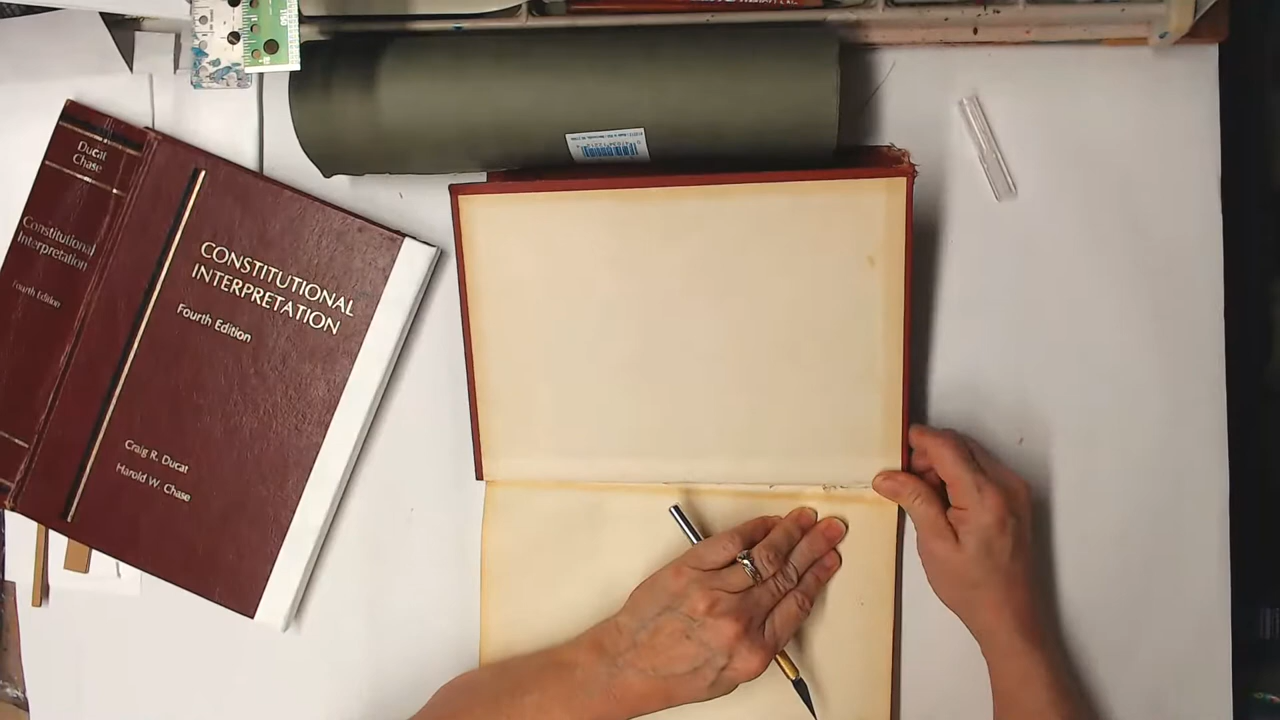 Ducat
Chase
Constitutional
Interpretation
Fourth Edition
CONSTITUTIONAL
INTERPRETATION
Fourth Edition
Craig R. Ducat
Harold W. Chase